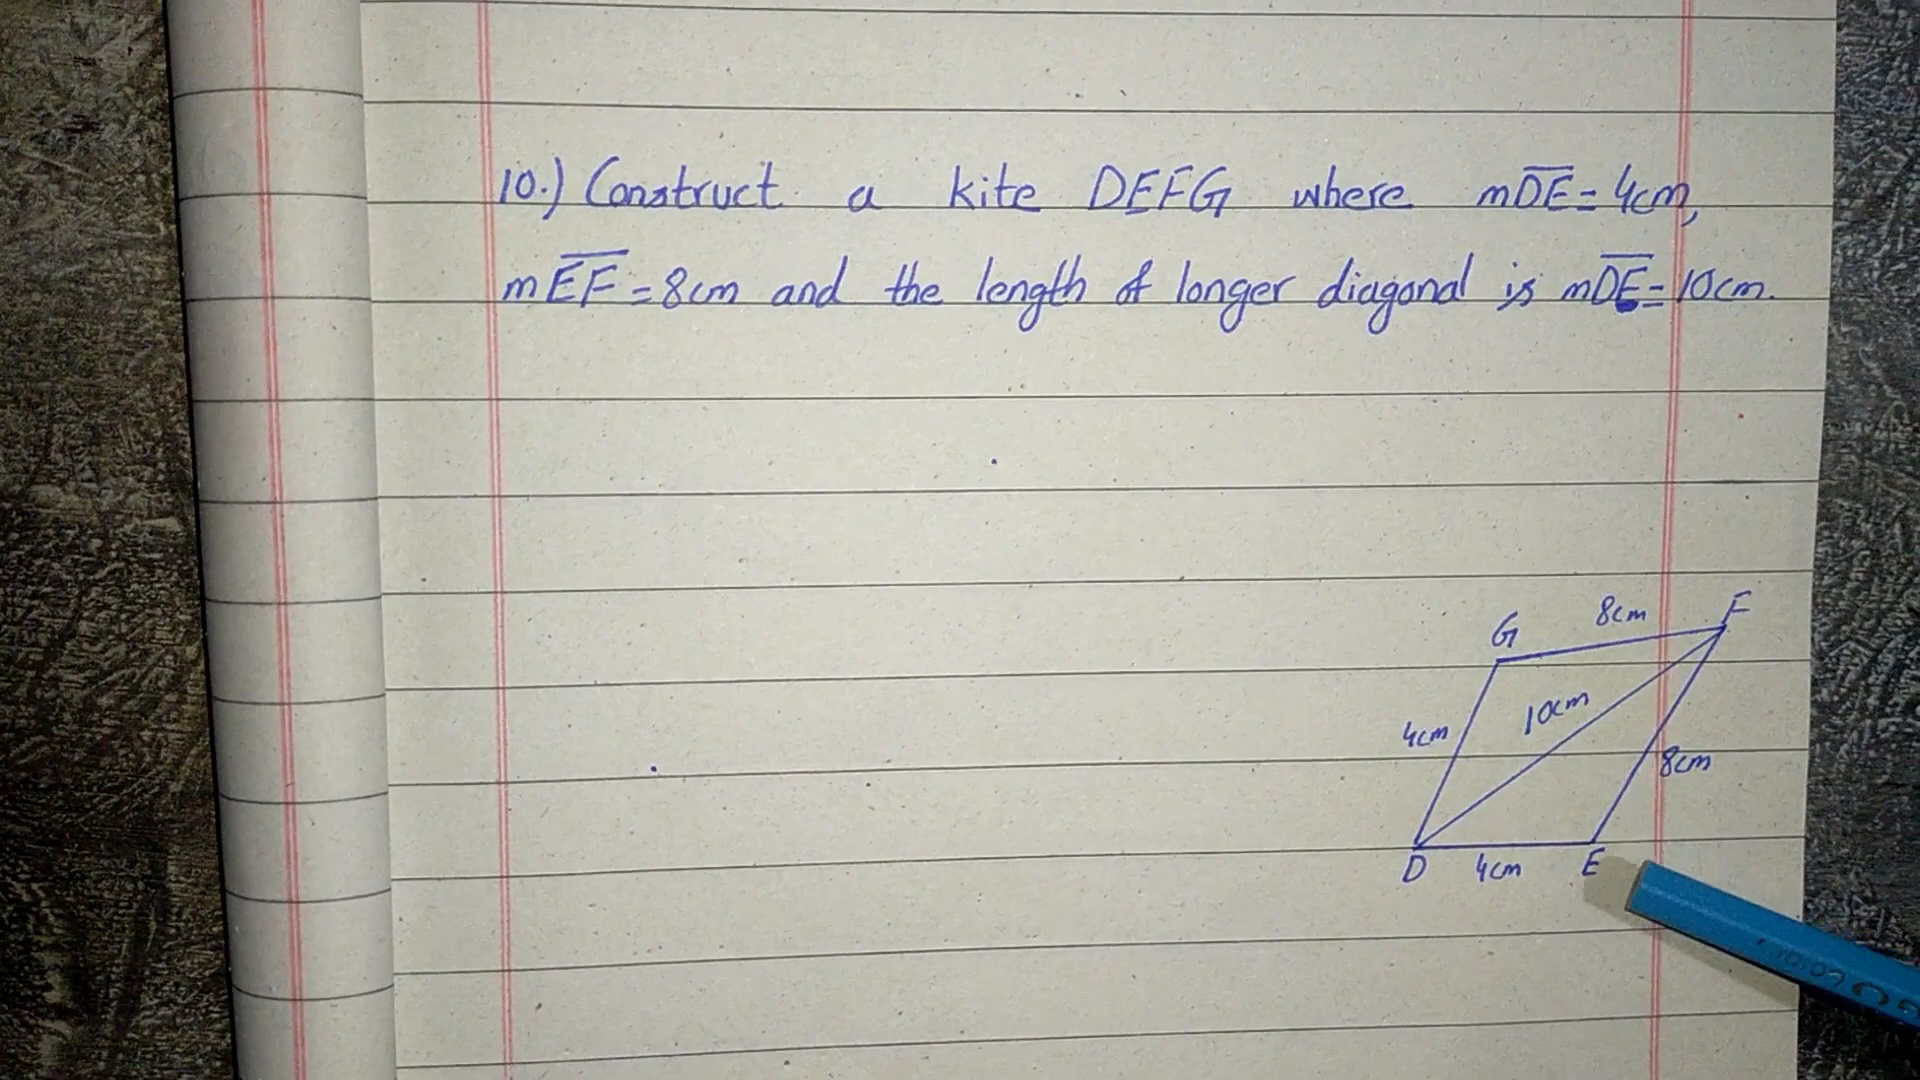 10.) Construct a kite DEFG where mDE = 4cm,
mEF = 8cm and the length of longer diagonal is mDE = 10cm.
G 8cm F
4cm 10cm 8cm
D 4cm E